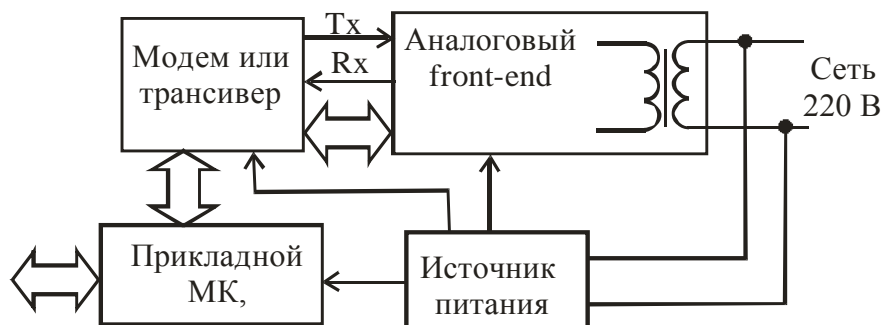 Модем или
трансивер
Tx
Rx
Аналоговый
front-end
Сеть
220 В
Прикладной
МК,
Источник
питания